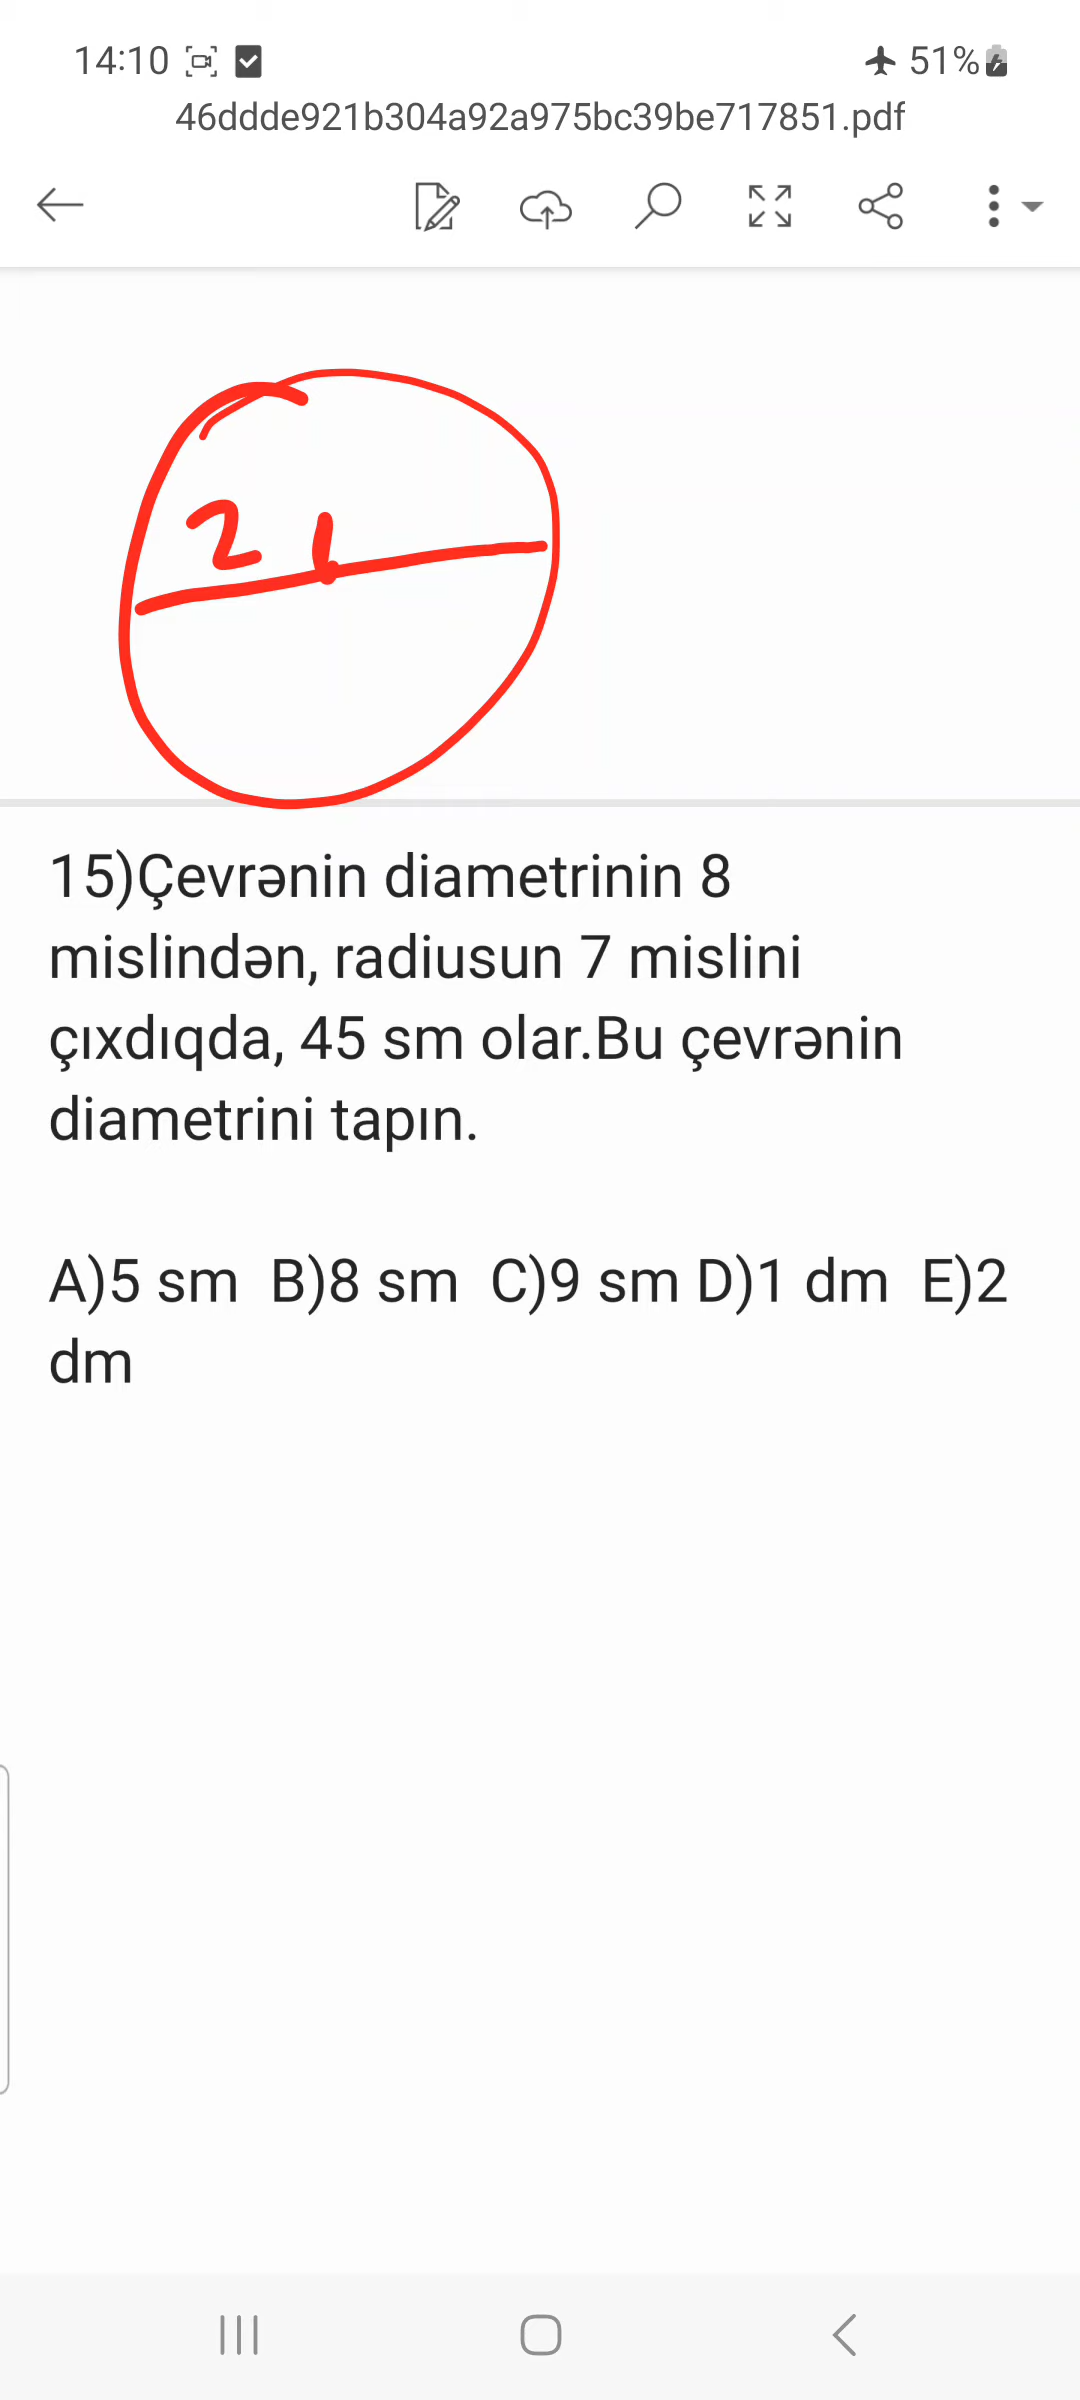 14:10 51%
46ddde921b304a92a975bc39be717851.pdf
2
15)Çevrənin diametrinin 8
mislindən, radiusun 7 mislini
çıxdıqda, 45 sm olar.Bu çevrənin
diametrini tapın.
A)5 sm B)8 sm C)9 sm D)1 dm E)2
dm